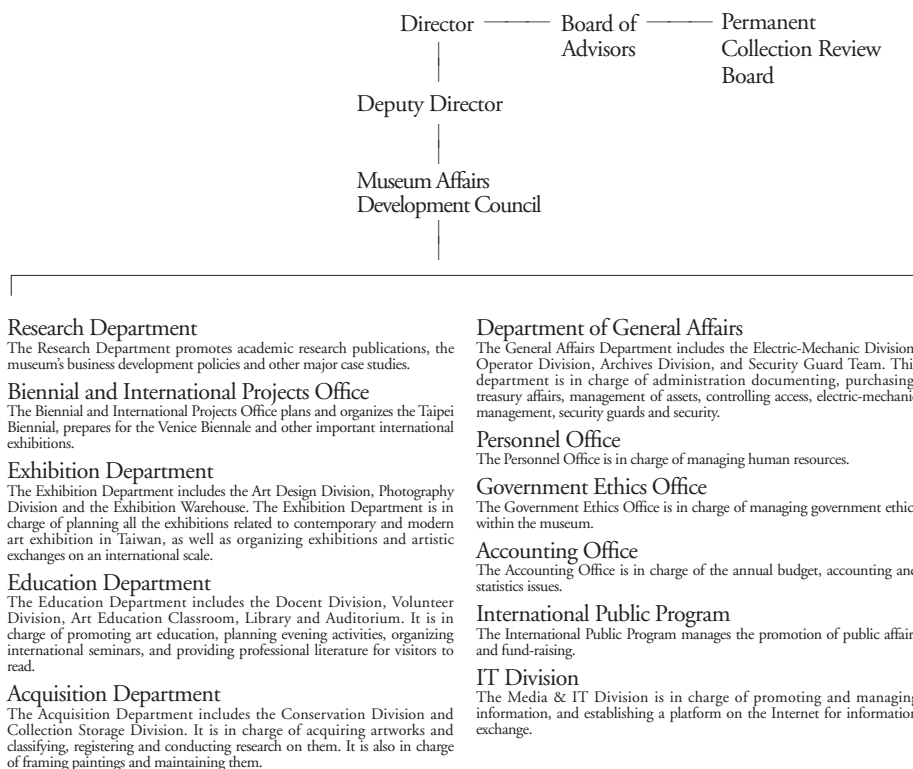 Director
Board of
Advisors
Permanent
Collection Review
Board
Deputy Director
Museum Affairs
Development Council
Research Department
The Research Department promotes academic research publications, the
museum's business development policies and other major case studies.
Biennial and International Projects Office
The Biennial and International Projects Office plans and organizes the Taipei
Biennial, prepares for the Venice Biennale and other important international
exhibitions.
Exhibition Department
The Exhibition Department includes the Art Design Division, Photography
Division and the Exhibition Warehouse. The Exhibition Department is in
charge of planning all the exhibitions related to contemporary and modern
art exhibition in Taiwan, as well as organizing exhibitions and artistic
exchanges on an international scale.
Education Department
The Education Department includes the Docent Division, Volunteer
Division, Art Education Classroom, Library and Auditorium. It is in
charge of promoting art education, planning evening activities, organizing
international seminars, and providing professional literature for visitors to
read.
Acquisition Department
The Acquisition Department includes the Conservation Division and
Collection Storage Division. It is in charge of acquiring artworks and
classifying, registering and conducting research on them. It is also in charge
of framing paintings and maintaining them.
Department of General Affairs
The General Affairs Department includes the Electric-Mechanic Division
Operator Division, Archives Division, and Security Guard Team. Thi
department is in charge of administration documenting, purchasing
treasury affairs, management of assets, controlling access, electric-mechanic
management, security guards and security.
Personnel Office
The Personnel Office is in charge of managing human resources.
Government Ethics Office
The Government Ethics Office is in charge of managing government ethic
within the museum.
Accounting Office
The Accounting Office is in charge of the annual budget, accounting and
statistics issues.
International Public Program
The International Public Program manages the promotion of public affair
and fund-raising.
IT Division
The Media & IT Division is in charge of promoting and managing
information, and establishing a platform on the Internet for information
exchange.